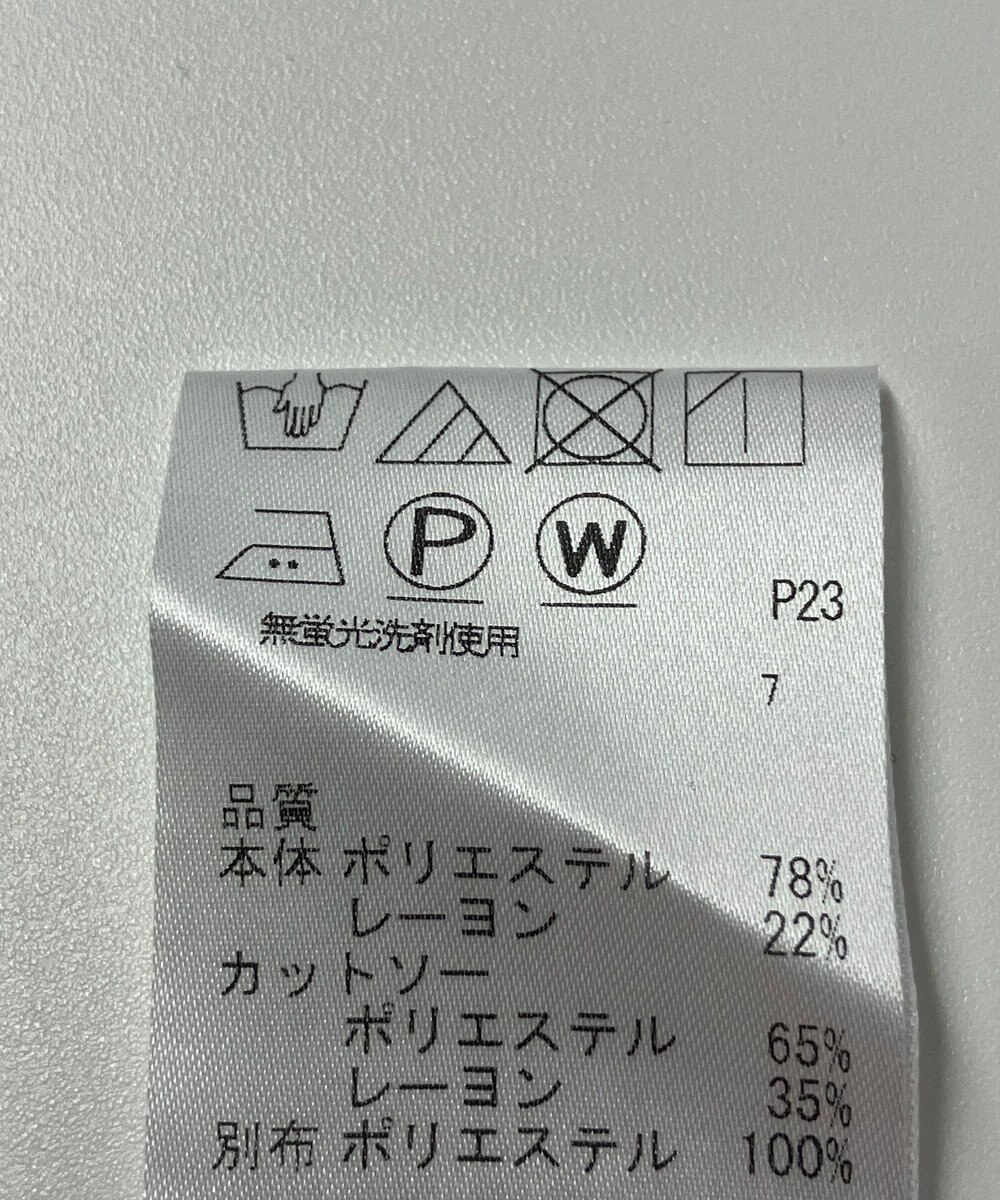 P W
P23
無蛍光洗剤使用
7
品質
本体 ポリエステル 78%
レーヨン 22%
カットソー
ポリエステル 65%
レーヨン 35%
別布 ポリエステル 100%